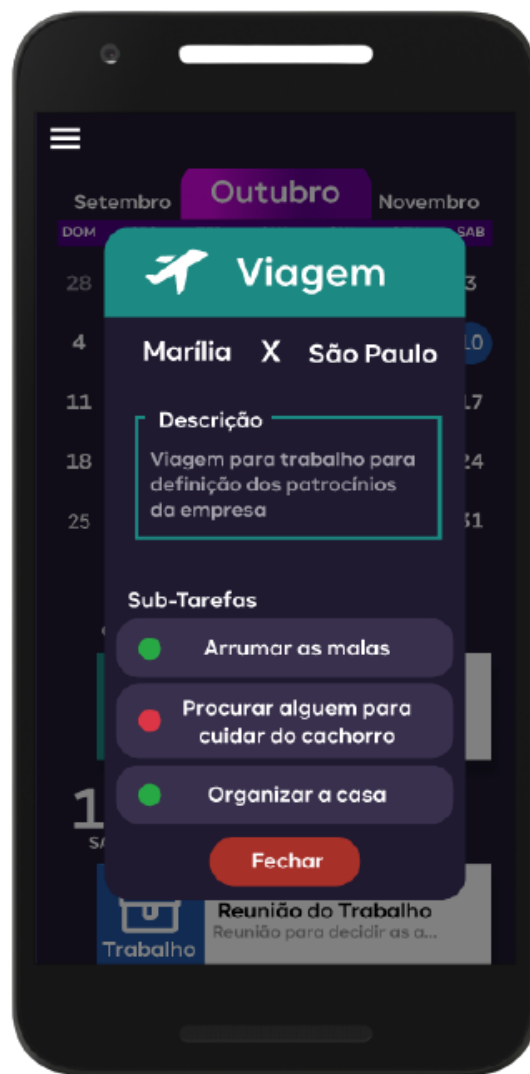 Setembro Outubro Novembro
DOM SAB
Viagem
28 3
Marília X São Paulo
4 10
Descrição
11 17
Viagem para trabalho para
18 24
definição dos patrocínios
da empresa
25 31
Sub-Tarefas
Arrumar as malas
Procurar alguem para
cuidar do cachorro
Organizar a casa
1
Fechar
Reunião do Trabalho
Reunião para decidir as a...
Trabalho